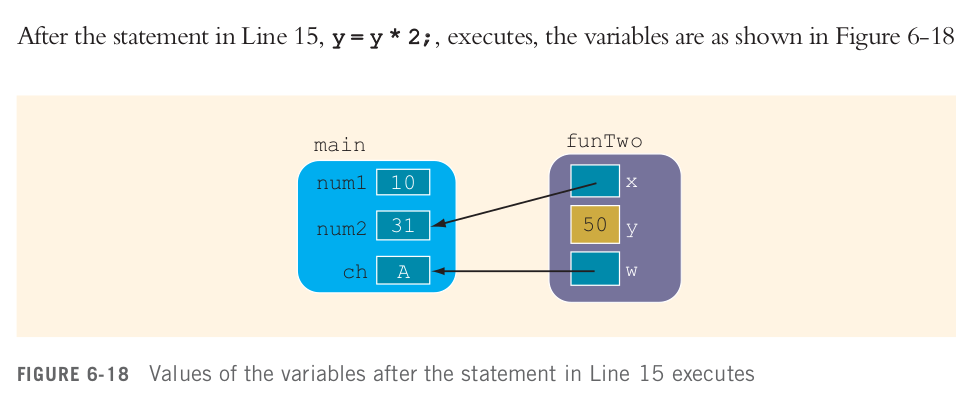 After the statement in Line 15, y = y * 2;, executes, the variables are as shown in Figure 6-18
main
funTwo
num1 10
x
num2 31
50 y
ch A
w
FIGURE 6-18 Values of the variables after the statement in Line 15 executes